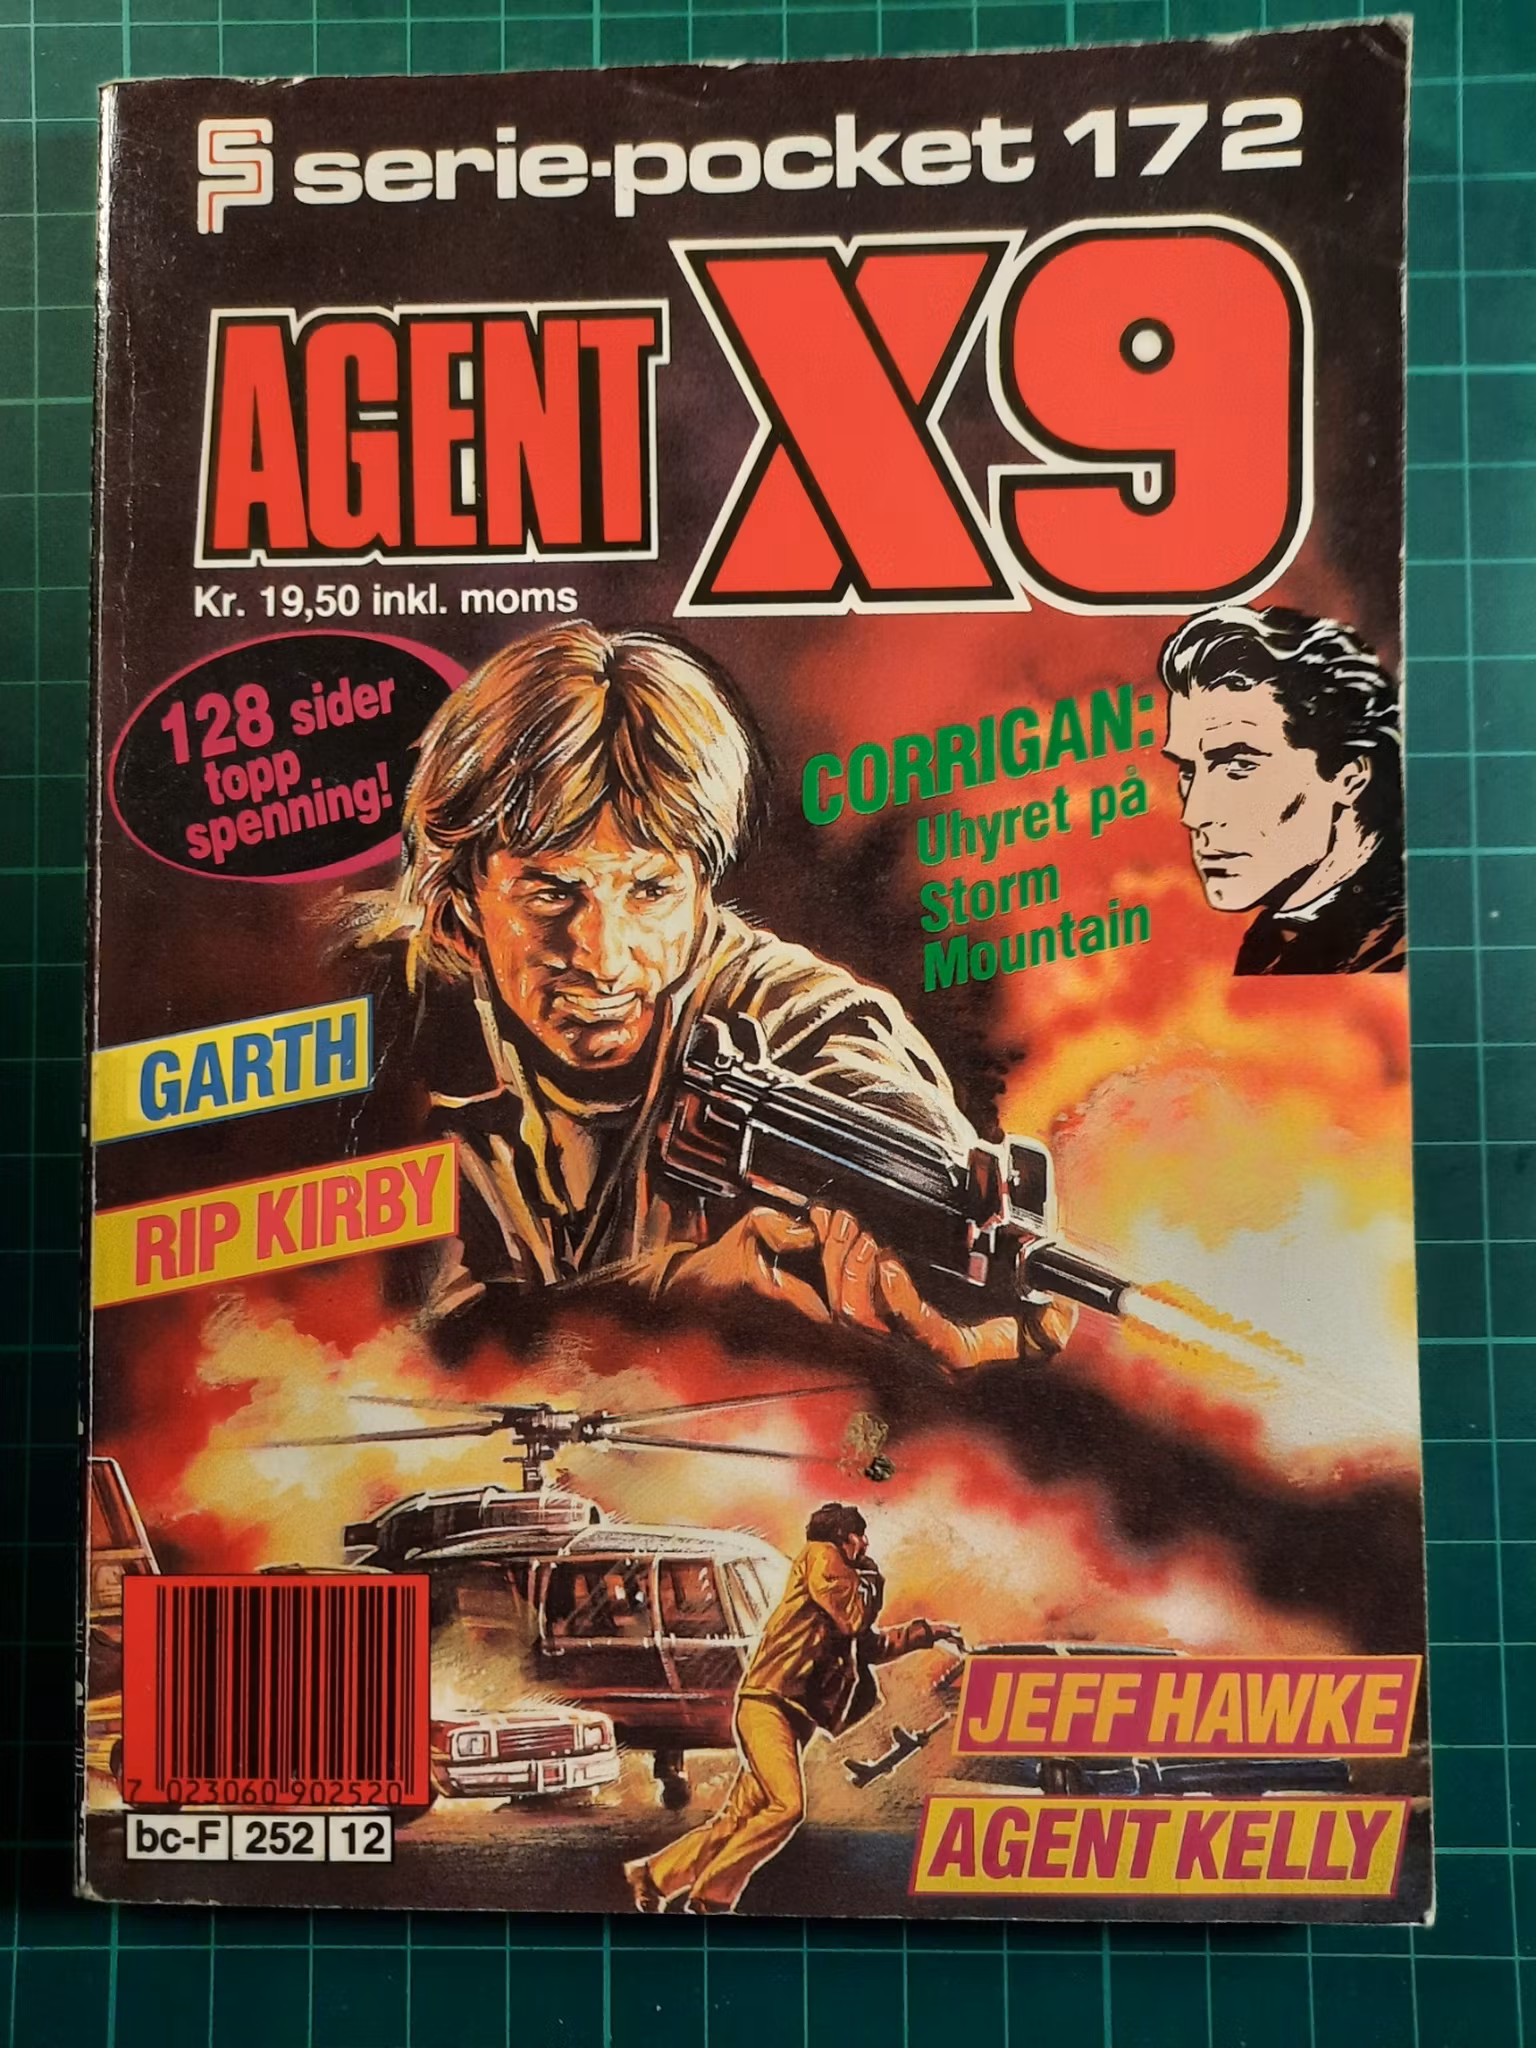 SP serie-pocket 172
AGENT X9
Kr. 19,50 inkl. moms
128 sider
topp
spenning!
CORRIGAN:
Uhyret på
Storm
Mountain
GARTH
RIP KIRBY
JEFF HAWKE
AGENT KELLY
7 023060 902520
bc-F 252 12